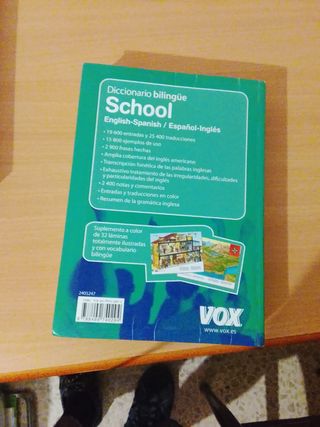 Diccionario bilingüe
School
English-Spanish / Español-Inglés
• 19 600 entradas y 25 400 traducciones
• 15 800 ejemplos de uso
• 2 900 frases hechas
• Amplia cobertura del inglés americano
• Transcripción fonética de las palabras inglesas
• Exhaustivo tratamiento de las irregularidades, dificultades
y particularidades del inglés
• 2 400 notas y comentarios
• Entradas y traducciones en color
• Resumen de la gramática inglesa
Suplemento a color
de 32 láminas
totalmente ilustradas
y con vocabulario
bilingüe
2403247
VOX
www.vox.es